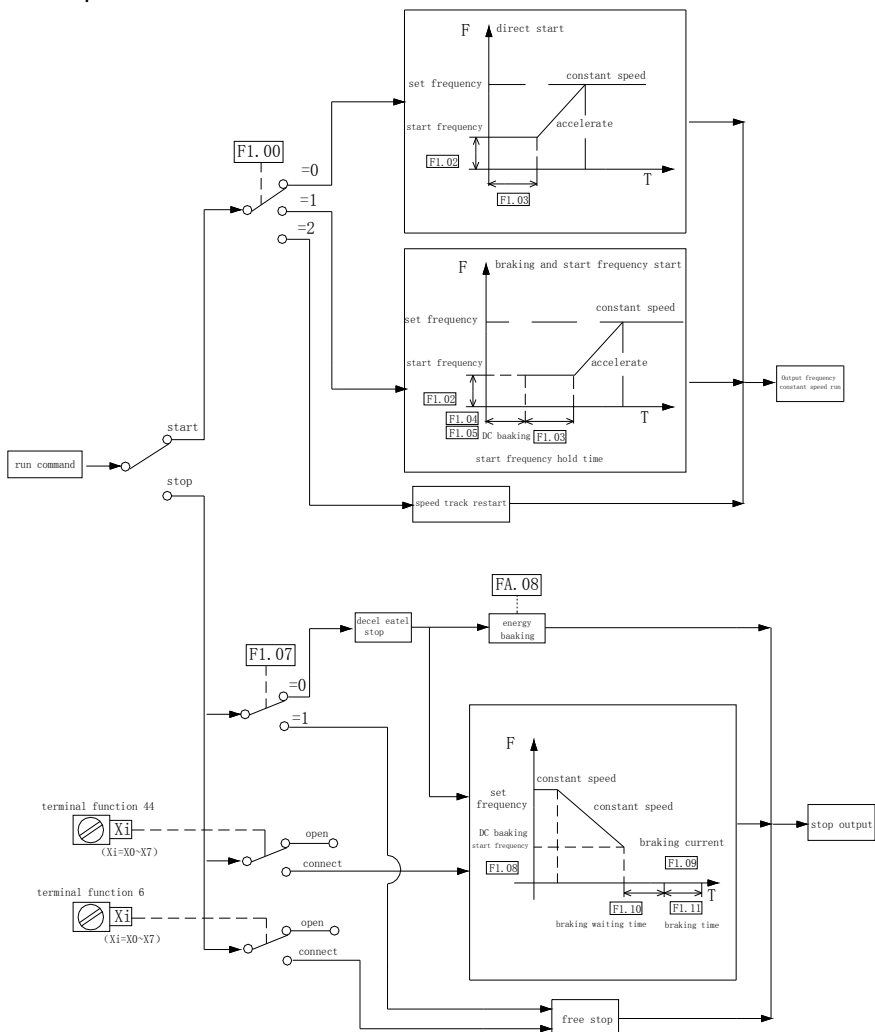 F
direct start
set frequency
constant speed
start frequency
accelerate
F1.02
F1.03
T
F1.00
=0
=1
=2
F
braking and start frequency start
set frequency
constant speed
start frequency
accelerate
F1.02
F1.04
F1.05
DC baaking
F1.03
T
start frequency hold time
Output frequency
constant speed run
run command
start
stop
speed track restart
FA.08
decel eatel
stop
energy
baaking
F1.07
=0
=1
F
constant speed
set
frequency
constant speed
DC baaking
start frequency
braking current
F1.08
F1.09
T
F1.10
F1.11
braking waiting time
braking time
stop output
terminal function 44
Xi
(Xi=X0~X7)
open
connect
terminal function 6
Xi
(Xi=X0~X7)
open
connect
free stop